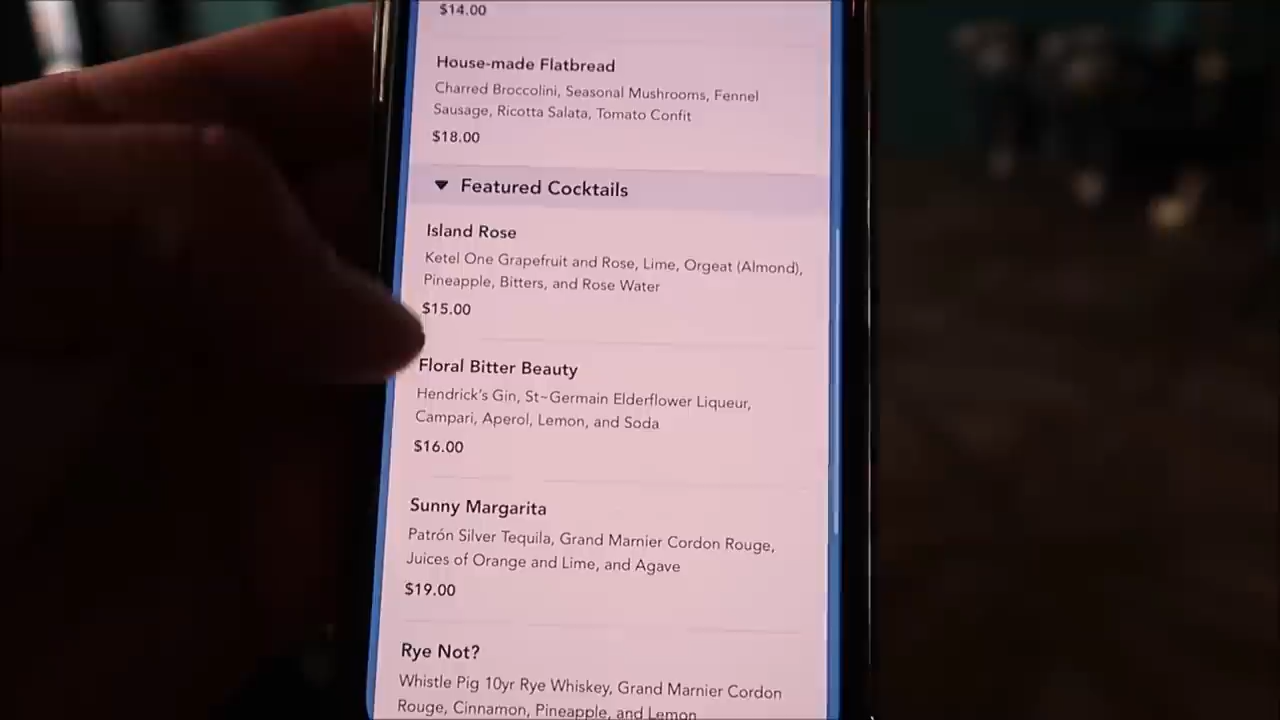 $14.00
House-made Flatbread
Charred Broccolini, Seasonal Mushrooms, Fennel
Sausage, Ricotta Salata, Tomato Confit
$18.00
Featured Cocktails
Island Rose
Ketel One Grapefruit and Rose, Lime, Orgeat (Almond),
Pineapple, Bitters, and Rose Water
$15.00
Floral Bitter Beauty
Hendrick's Gin, St~Germain Elderflower Liqueur,
Campari, Aperol, Lemon, and Soda
$16.00
Sunny Margarita
Patrón Silver Tequila, Grand Marnier Cordon Rouge,
Juices of Orange and Lime, and Agave
$19.00
Rye Not?
Whistle Pig 10yr Rye Whiskey, Grand Marnier Cordon
Rouge, Cinnamon, Pineapple, and Lemon